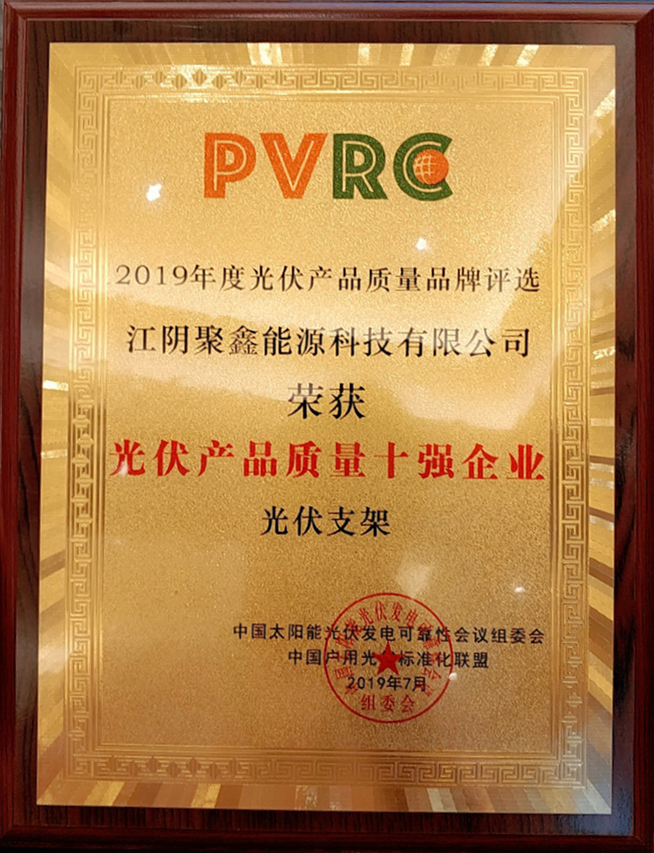 PVRC
2019年度光伏产品质量品牌评选
江阴聚鑫能源科技有限公司
荣获
光伏产品质量十强企业
光伏支架
中国太阳能光伏发电可靠性会议组委会
中国户用光 标准化联盟
2019年7月
组委会